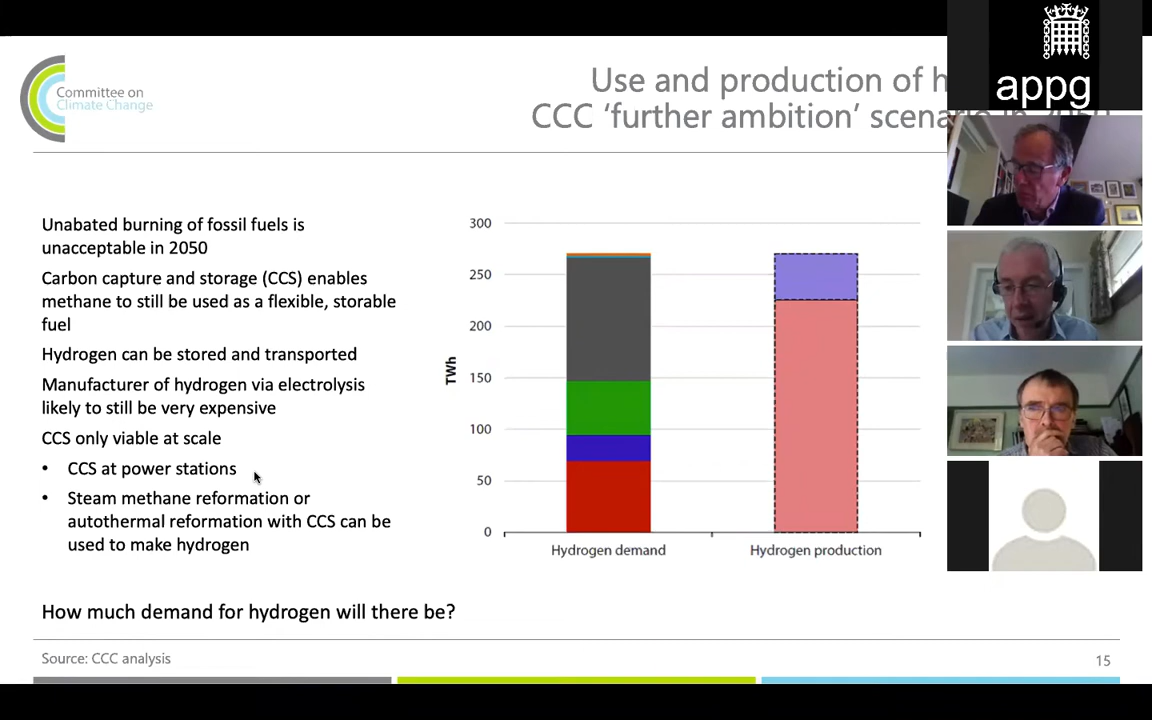 appg
Committee on
Climate Change
Use and production of
CCC ‘further ambition’ scenario in
Unabated burning of fossil fuels is
unacceptable in 2050
Carbon capture and storage (CCS) enables
methane to still be used as a flexible, storable
fuel
Hydrogen can be stored and transported
Manufacturer of hydrogen via electrolysis
likely to still be very expensive
CCS only viable at scale
• CCS at power stations
• Steam methane reformation or
autothermal reformation with CCS can be
used to make hydrogen
How much demand for hydrogen will there be?
TWh
300
250
200
150
100
50
0
Hydrogen demand
Hydrogen production
Source: CCC analysis
15